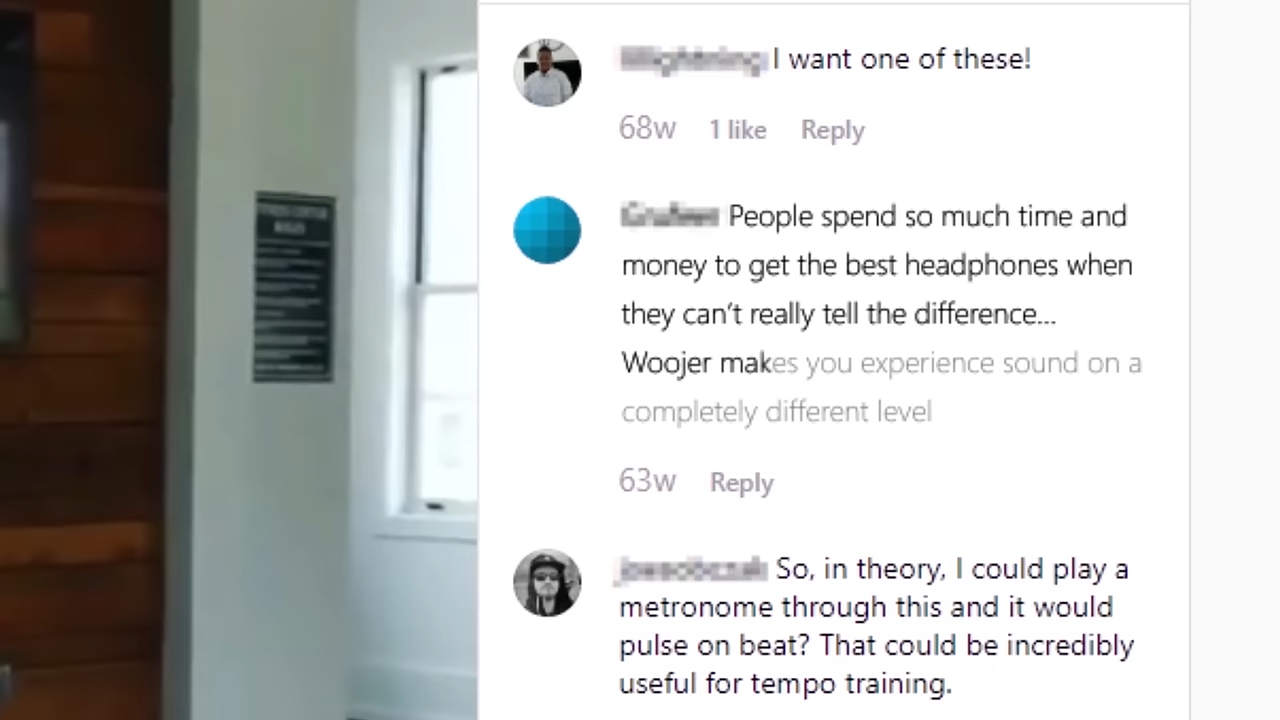 I want one of these!
68w 1 like Reply
People spend so much time and
money to get the best headphones when
they can't really tell the difference...
Woojer makes you experience sound on a
completely different level
63w Reply
So, in theory, I could play a
metronome through this and it would
pulse on beat? That could be incredibly
useful for tempo training.